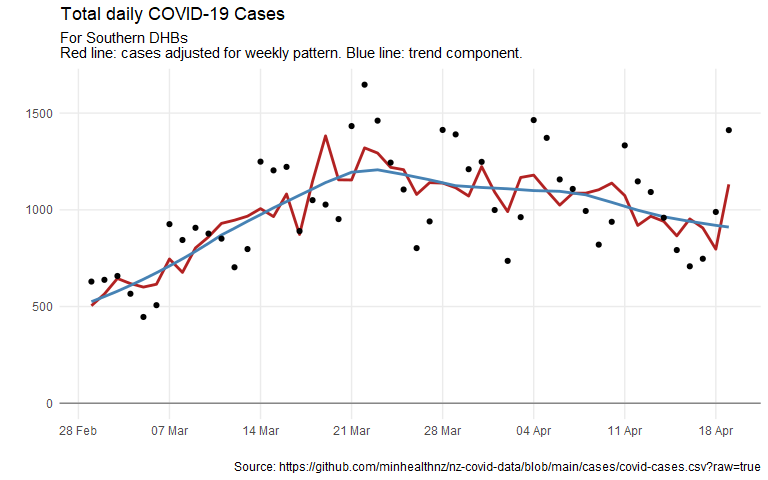 Total daily COVID-19 Cases
For Southern DHBs
Red line: cases adjusted for weekly pattern. Blue line: trend component.
1500
1000
500
0
28 Feb 07 Mar 14 Mar 21 Mar 28 Mar 04 Apr 11 Apr 18 Apr
Source: https://github.com/minhealthnz/nz-covid-data/blob/main/cases/covid-cases.csv?raw=true